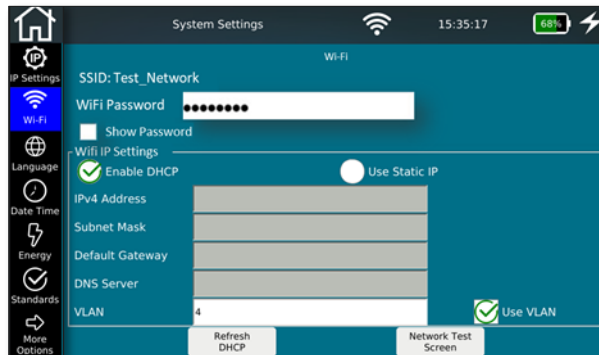 System Settings 15:35:17 68%
IP
IP Settings
Wi-Fi
Language
Date Time
Energy
Standards
More
Options
Wi-Fi
SSID: Test_Network
WiFi Password ●●●●●●●●
Show Password
Wifi IP Settings
Enable DHCP Use Static IP
IPv4 Address
Subnet Mask
Default Gateway
DNS Server
VLAN 4 Use VLAN
Refresh
DHCP
Network Test
Screen